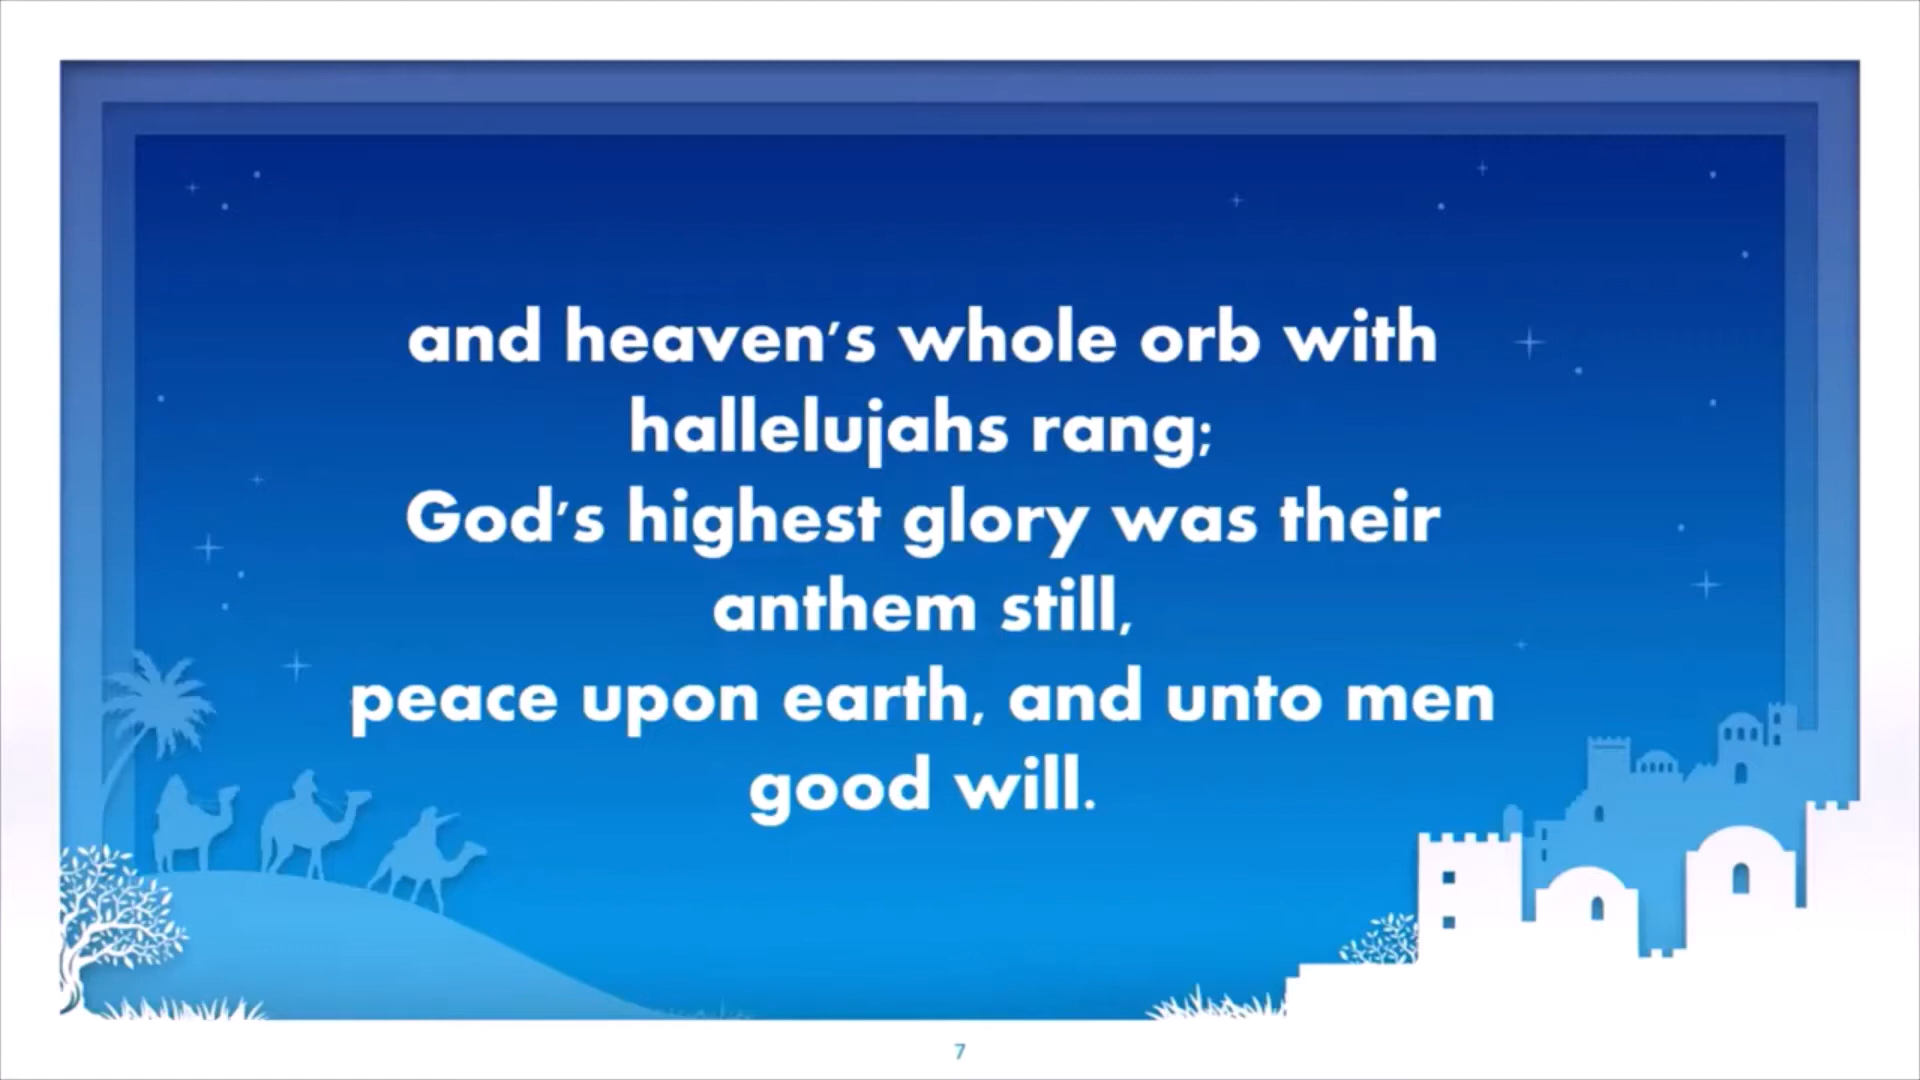 and heaven's whole orb with
hallelujahs rang;
God's highest glory was their
anthem still,
peace upon earth, and unto men
good will.
7